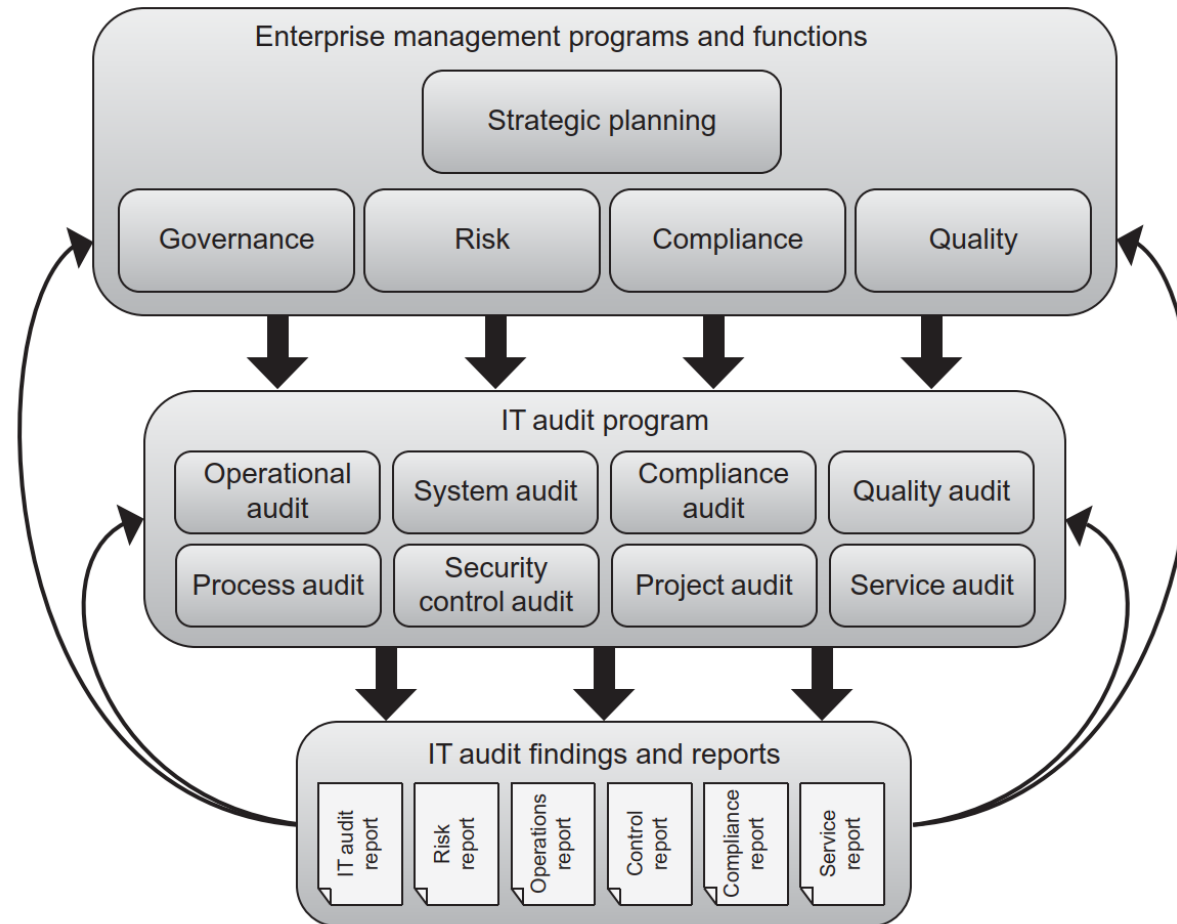 Enterprise management programs and functions
Strategic planning
Governance
Risk
Compliance
Quality
IT audit program
Operational
audit
System audit
Compliance
audit
Quality audit
Process audit
Security
control audit
Project audit
Service audit
IT audit findings and reports
IT audit
report
Risk
report
Operations
report
Control
report
Compliance
report
Service
report